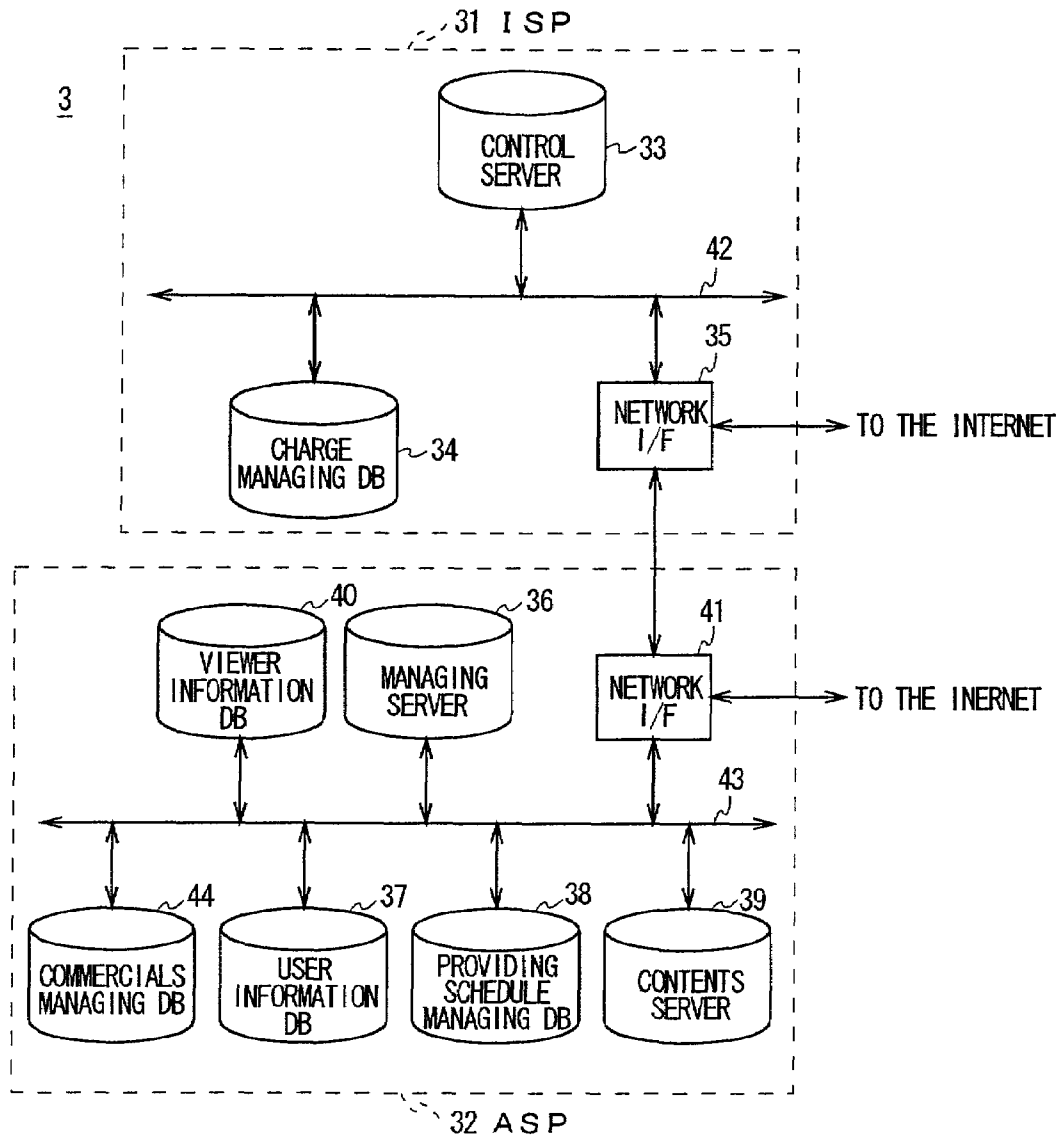 31 ISP
3
CONTROL
SERVER
33
42
35
NETWORK
I/F
TO THE INTERNET
CHARGE
MANAGING DB
34
40
36
41
VIEWER
INFORMATION
DB
MANAGING
SERVER
NETWORK
I/F
TO THE INERNET
43
44
37
38
39
COMMERCIALS
MANAGING DB
USER
INFORMATION
DB
PROVIDING
SCHEDULE
MANAGING DB
CONTENTS
SERVER
32 ASP